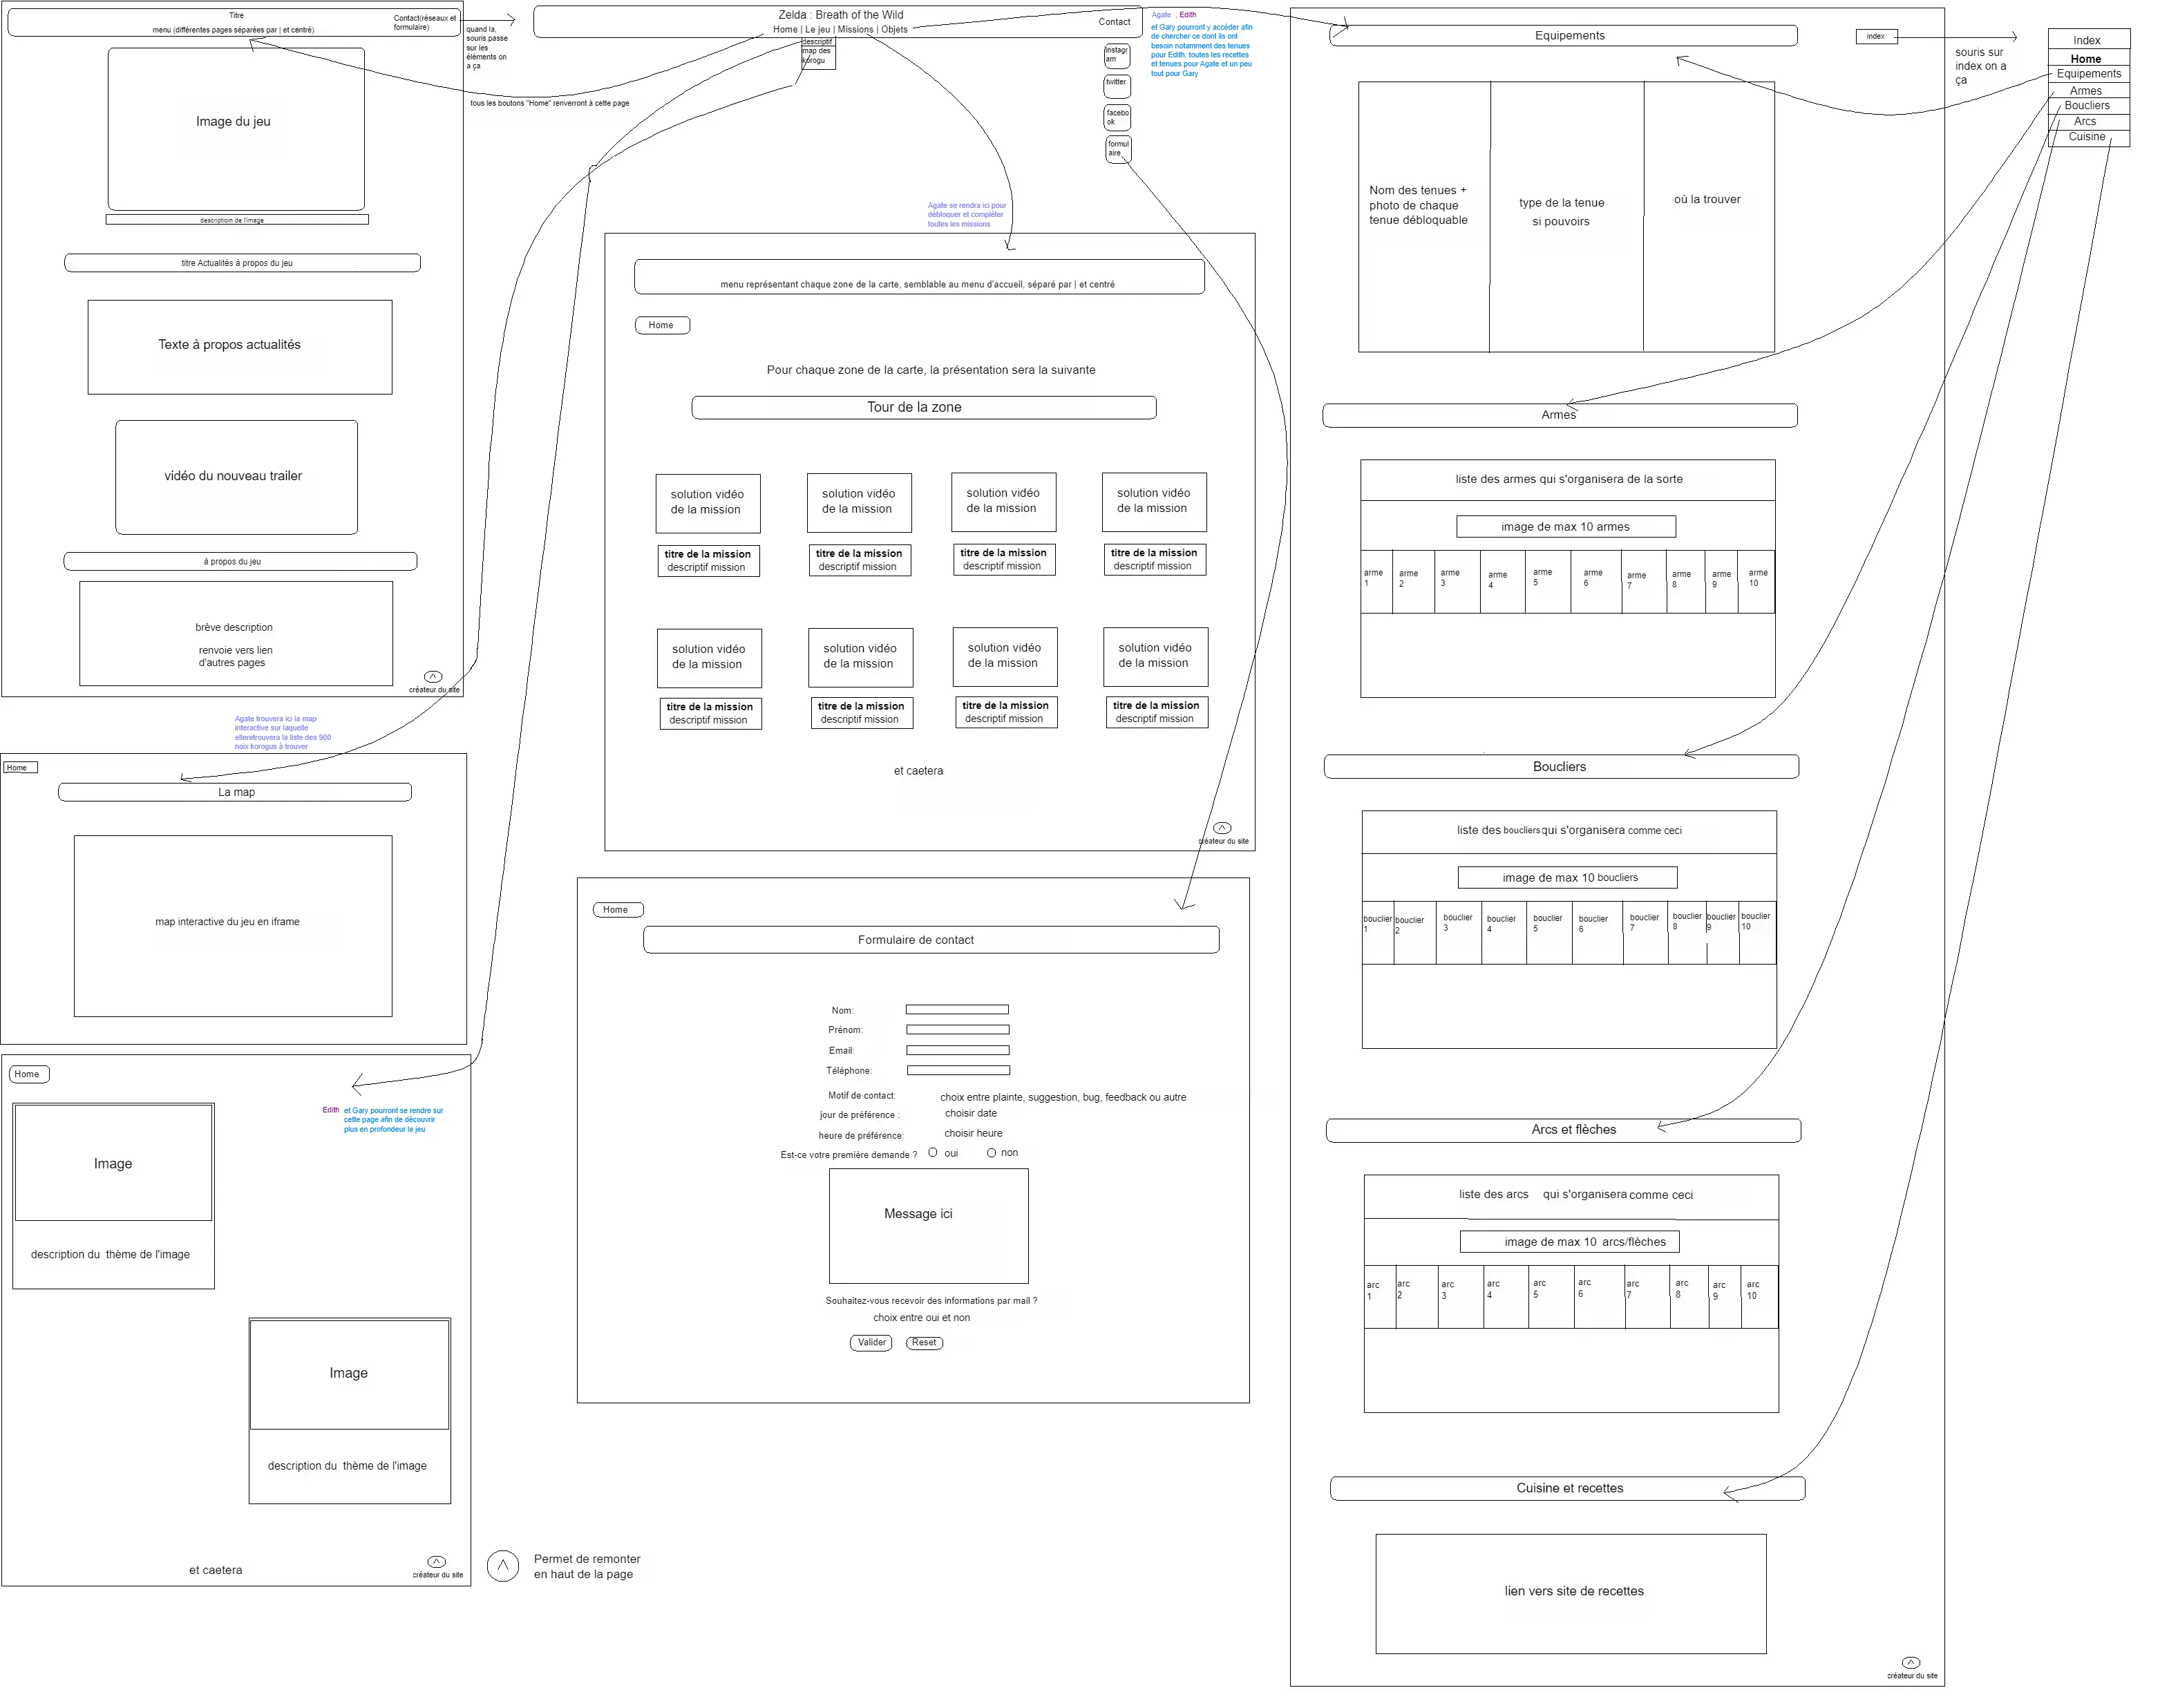 Titre
menu (différentes pages séparées par | et centré)
Contact(réseaux et
formulaire)
Image du jeu
descriptioin de l'image
titre Actualités à propos du jeu
Texte à propos actualités
vidéo du nouveau trailer
à propos du jeu
brève description
renvoie vers lien
d'autres pages
^
créateur du site
quand la,
souris passe
sur les
éléments on
a ça
Zelda : Breath of the Wild
Home | Le jeu | Missions | Objets
Contact
descriptif
map des
korogu
instagr
am
twitter
facebo
ok
formul
aire
tous les boutons "Home" renverront à cette page
Agate , Edith
et Gary pourront y accéder afin
de chercher ce dont ils ont
besoin notamment des tenues
pour Edith, toutes les recettes
et tenues pour Agate et un peu
tout pour Gary
Agate se rendra ici pour
débloquer et compléter
toutes les missions
menu représentant chaque zone de la carte, semblable au menu d'accueil, séparé par | et centré
Home
Pour chaque zone de la carte, la présentation sera la suivante
Tour de la zone
solution vidéo
de la mission
solution vidéo
de la mission
solution vidéo
de la mission
solution vidéo
de la mission
titre de la mission
descriptif mission
titre de la mission
descriptif mission
titre de la mission
descriptif mission
titre de la mission
descriptif mission
solution vidéo
de la mission
solution vidéo
de la mission
solution vidéo
de la mission
solution vidéo
de la mission
titre de la mission
descriptif mission
titre de la mission
descriptif mission
titre de la mission
descriptif mission
titre de la mission
descriptif mission
et caetera
^
créateur du site
Agate trouvera ici la map
interactive sur laquelle
elleretrouvera la liste des 900
noix korogus à trouver
Home
La map
map interactive du jeu en iframe
Home
Edith et Gary pourront se rendre sur
cette page afin de découvrir
plus en profondeur le jeu
Image
description du thème de l'image
Image
description du thème de l'image
et caetera
^
créateur du site
^
Permet de remonter
en haut de la page
Home
Formulaire de contact
Nom:
Prénom:
Email:
Téléphone:
Motif de contact: choix entre plainte, suggestion, bug, feedback ou autre
jour de préférence : choisir date
heure de préférence: choisir heure
Est-ce votre première demande ? oui non
Message ici
Souhaitez-vous recevoir des informations par mail ?
choix entre oui et non
Valider Reset
Equipements
index
souris sur
index on a
ça
Index
Home
Equipements
Armes
Boucliers
Arcs
Cuisine
Nom des tenues +
photo de chaque
tenue débloquable
type de la tenue
si pouvoirs
où la trouver
Armes
liste des armes qui s'organisera de la sorte
image de max 10 armes
arme
1
arme
2
arme
3
arme
4
arme
5
arme
6
arme
7
arme
8
arme
9
arme
10
Boucliers
liste des boucliers qui s'organisera comme ceci
image de max 10 boucliers
bouclier
1
bouclier
2
bouclier
3
bouclier
4
bouclier
5
bouclier
6
bouclier
7
bouclier
8
bouclier
9
bouclier
10
Arcs et flèches
liste des arcs qui s'organisera comme ceci
image de max 10 arcs/flèches
arc
1
arc
2
arc
3
arc
4
arc
5
arc
6
arc
7
arc
8
arc
9
arc
10
Cuisine et recettes
lien vers site de recettes
^
créateur du site